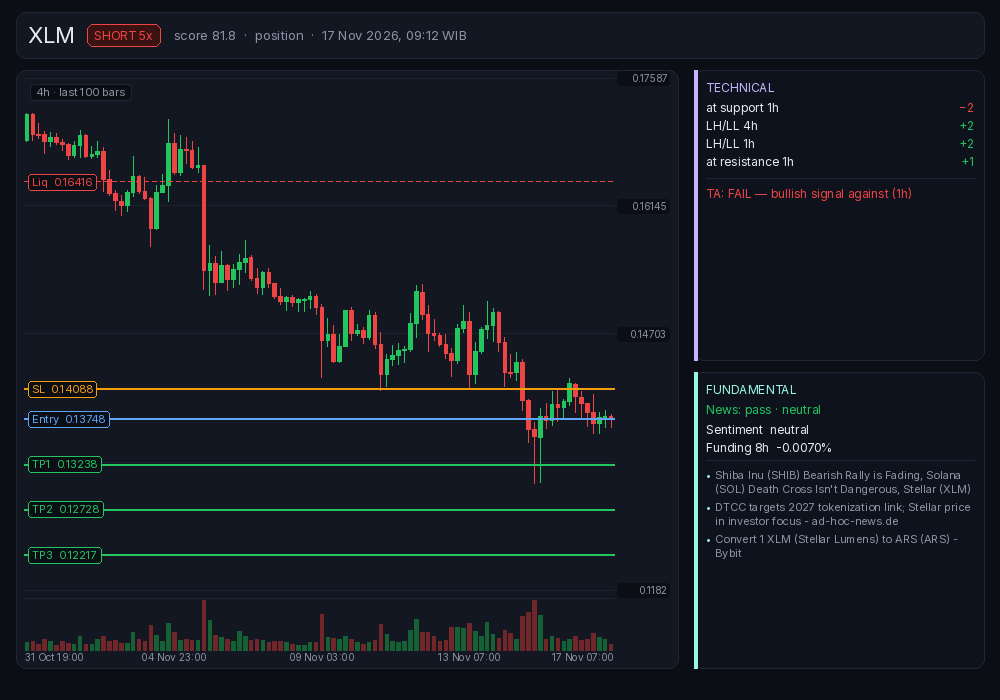 XLM SHORT 5x score 81.8 · position · 17 Nov 2026, 09:12 WIB
4h · last 100 bars
0.17587
Liq 0.16416
0.16145
0.14703
SL 0.14088
Entry 0.13748
TP1 0.13238
TP2 0.12728
TP3 0.12217
0.1182
31 Oct 19:00 04 Nov 23:00 09 Nov 03:00 13 Nov 07:00 17 Nov 07:00
TECHNICAL
at support 1h −2
LH/LL 4h +2
LH/LL 1h +2
at resistance 1h +1
TA: FAIL — bullish signal against (1h)
FUNDAMENTAL
News: pass · neutral
Sentiment neutral
Funding 8h -0.0070%
• Shiba Inu (SHIB) Bearish Rally is Fading, Solana
(SOL) Death Cross Isn't Dangerous, Stellar (XLM)
• DTCC targets 2027 tokenization link; Stellar price
in investor focus - ad-hoc-news.de
• Convert 1 XLM (Stellar Lumens) to ARS (ARS) -
Bybit